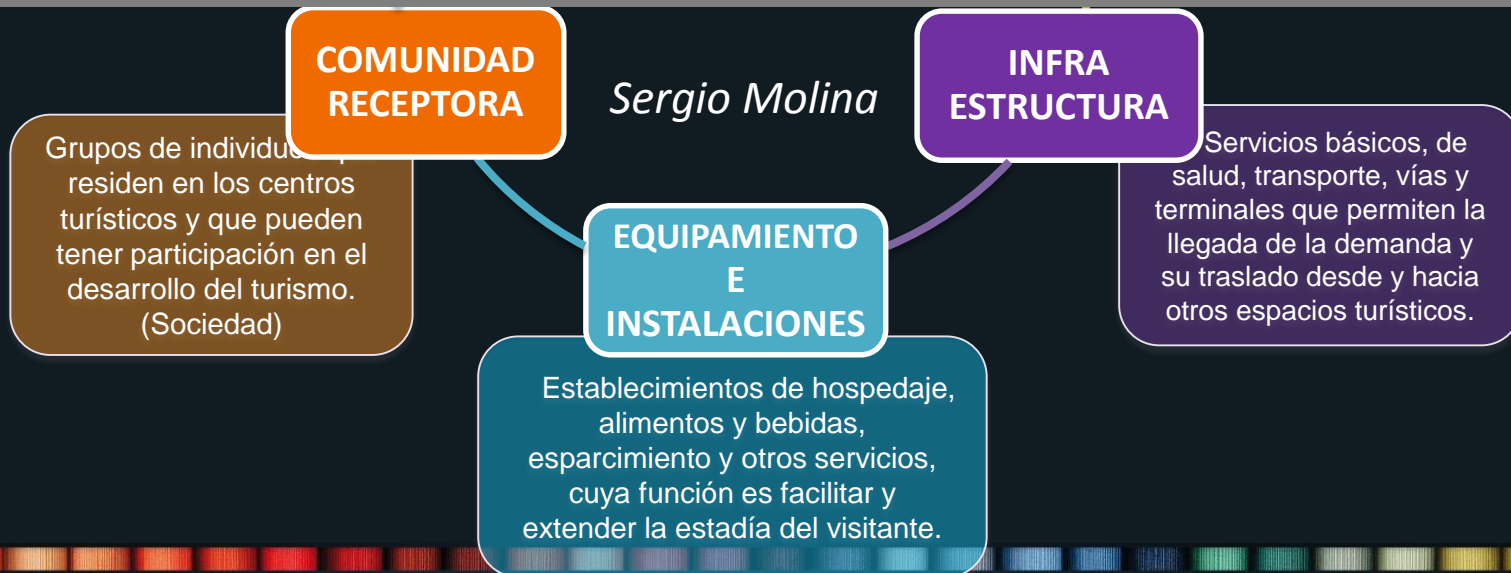 COMUNIDAD
RECEPTORA
Sergio Molina
INFRA
ESTRUCTURA
Grupos de
residen en los centros
turísticos y que pueden
tener participación en el
desarrollo del turismo.
(Sociedad)
Servicios básicos, de
salud, transporte, vías y
terminales que permiten la
llegada de la demanda y
su traslado desde y hacia
otros espacios turísticos.
EQUIPAMIENTO
E
INSTALACIONES
Establecimientos de hospedaje,
alimentos y bebidas,
esparcimiento y otros servicios,
cuya función es facilitar y
extender la estadía del visitante.